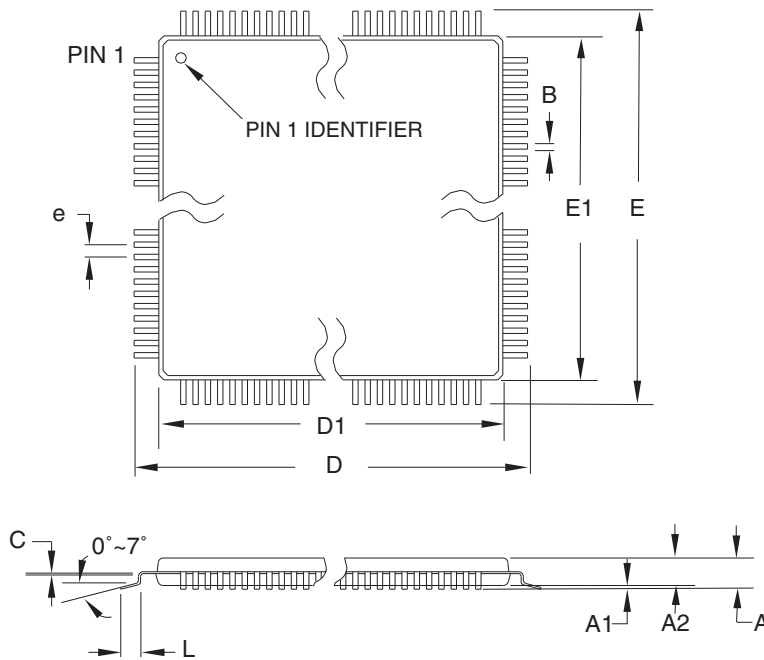 PIN 1
PIN 1 IDENTIFIER
B
e
E1
E
D1
D
C
0°~7°
L
A1
A2
A